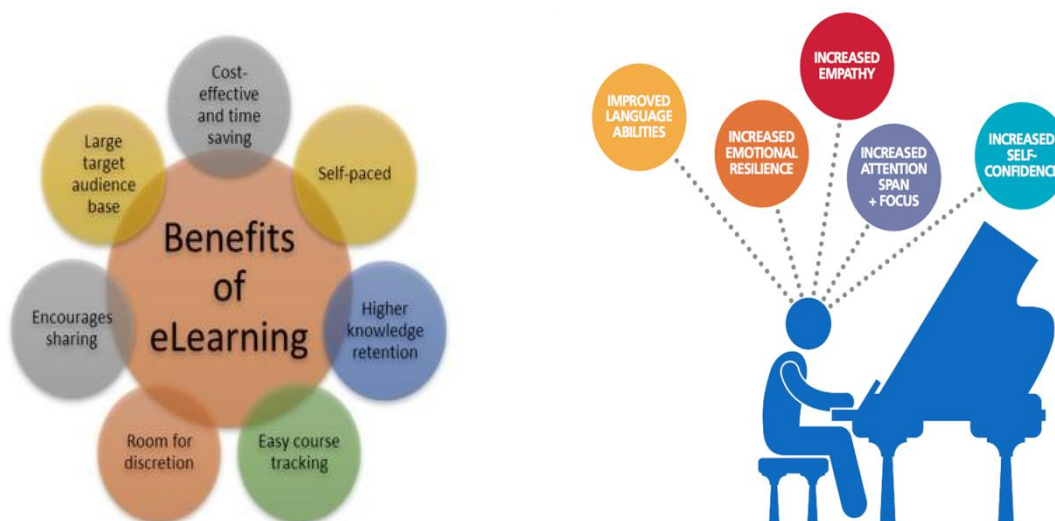 Benefits
of
eLearning
Cost-
effective
and time
saving
Self-paced
Higher
knowledge
retention
Easy course
tracking
Room for
discretion
Encourages
sharing
Large
target
audience
base
IMPROVED
LANGUAGE
ABILITIES
INCREASED
EMOTIONAL
RESILIENCE
INCREASED
EMPATHY
INCREASED
ATTENTION
SPAN
+ FOCUS
INCREASED
SELF-
CONFIDENCE